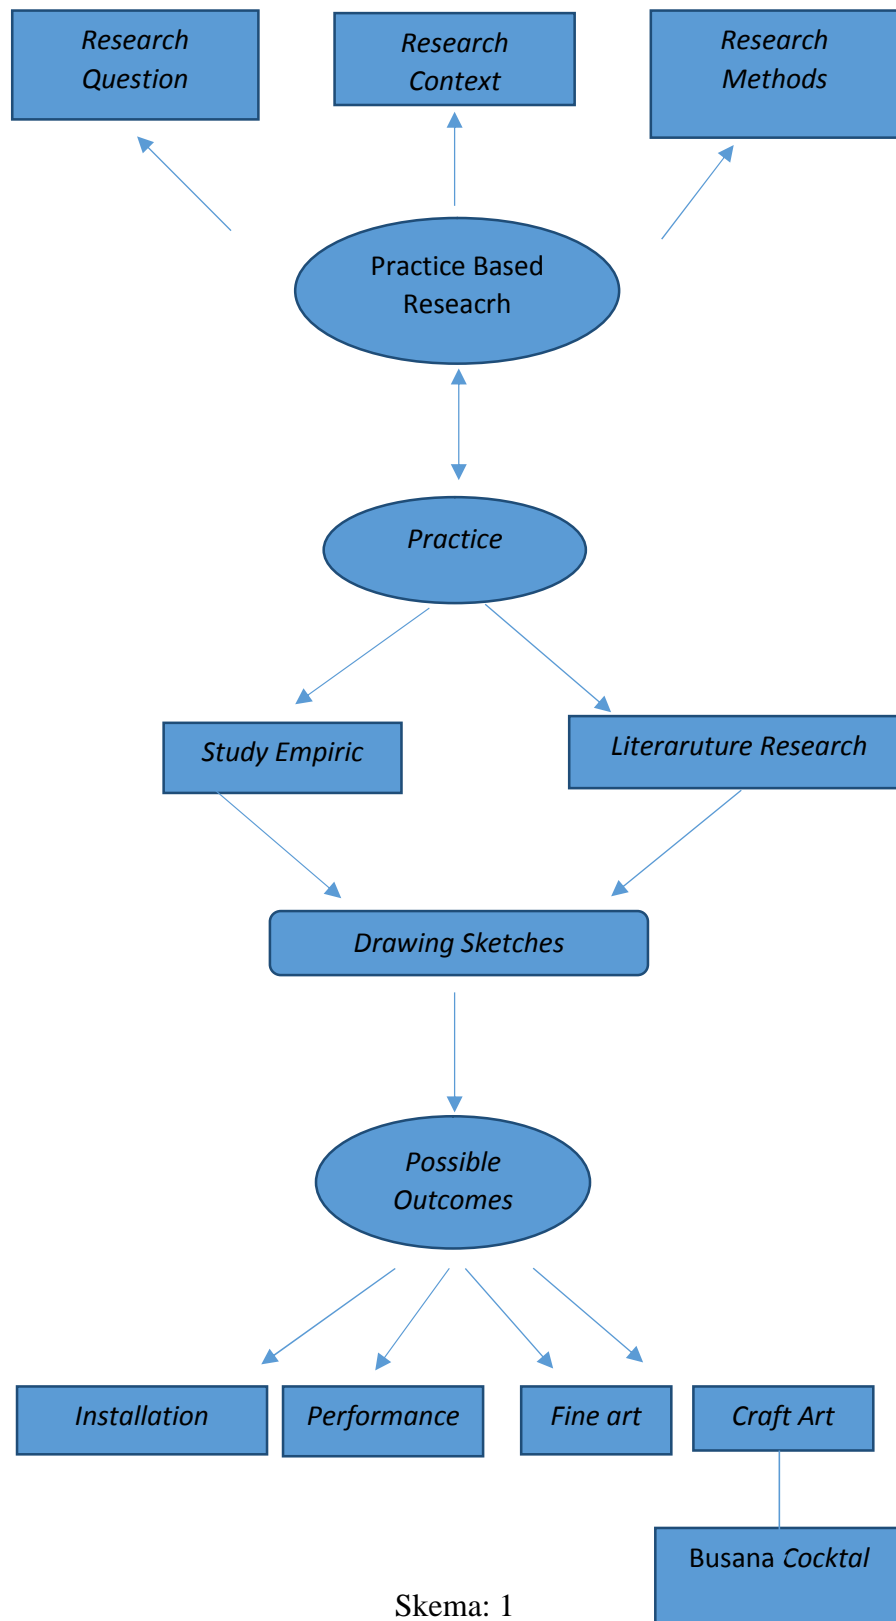 Research
Question
Research
Context
Research
Methods
Practice Based
Reseacrh
Practice
Study Empiric
Literaruture Research
Drawing Sketches
Possible
Outcomes
Installation
Performance
Fine art
Craft Art
Busana Cocktal
Skema: 1